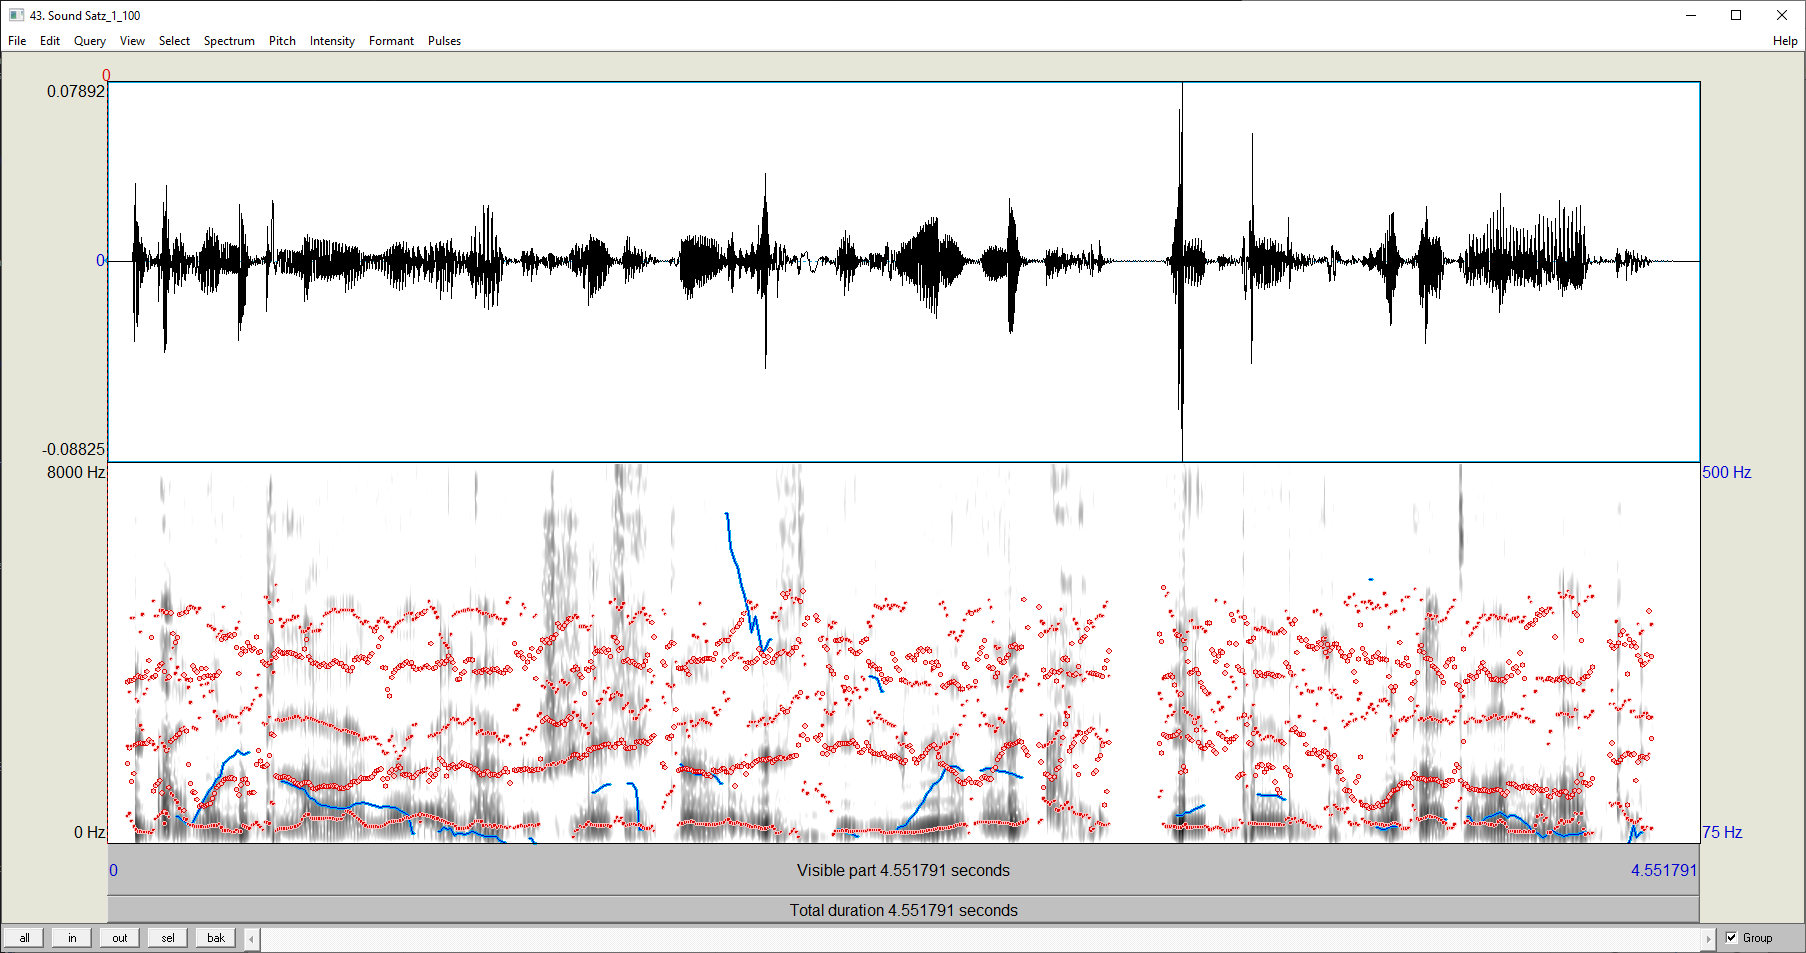 43. Sound Satz_1_100
File Edit Query View Select Spectrum Pitch Intensity Formant Pulses Help
0
0.07892
0
-0.08825
8000 Hz 500 Hz
0 Hz 75 Hz
0 Visible part 4.551791 seconds 4.551791
Total duration 4.551791 seconds
all in out sel bak Group